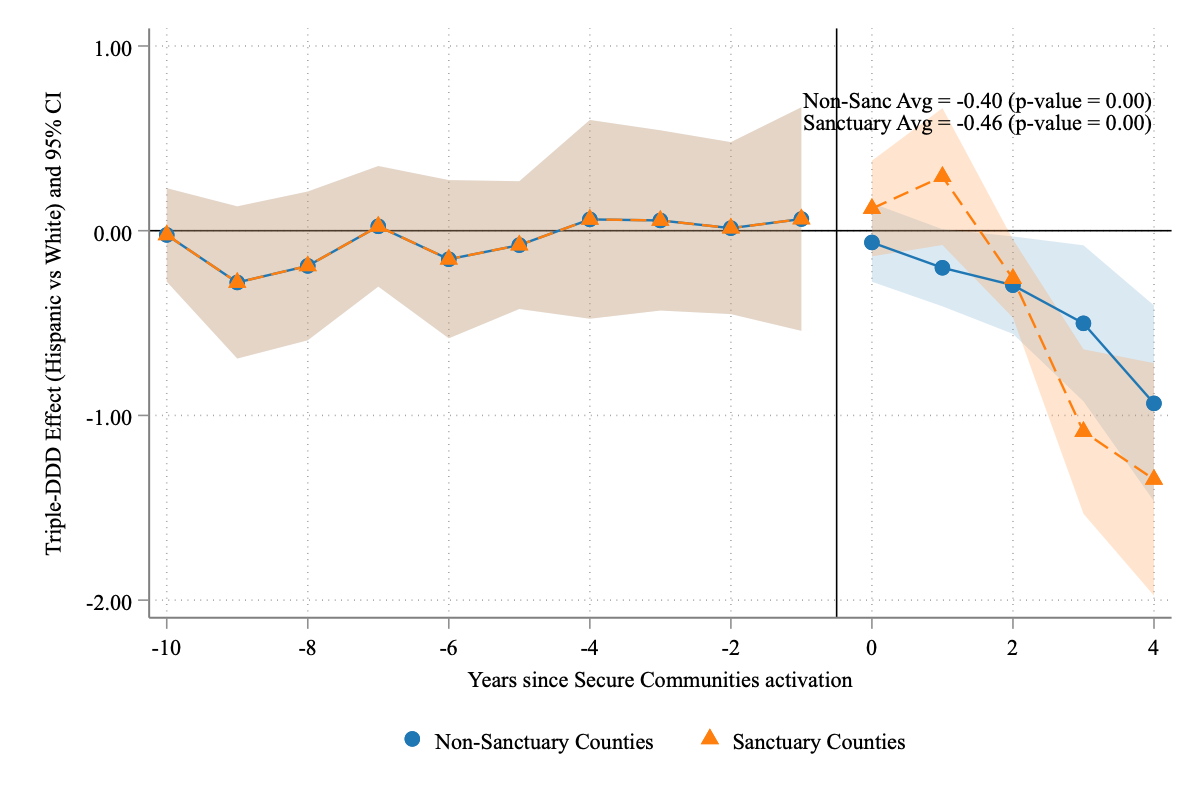 Triple-DDD Effect (Hispanic vs White) and 95% CI
1.00
0.00
-1.00
-2.00
Non-Sanc Avg = -0.40 (p-value = 0.00)
Sanctuary Avg = -0.46 (p-value = 0.00)
-10 -8 -6 -4 -2 0 2 4
Years since Secure Communities activation
Non-Sanctuary Counties Sanctuary Counties